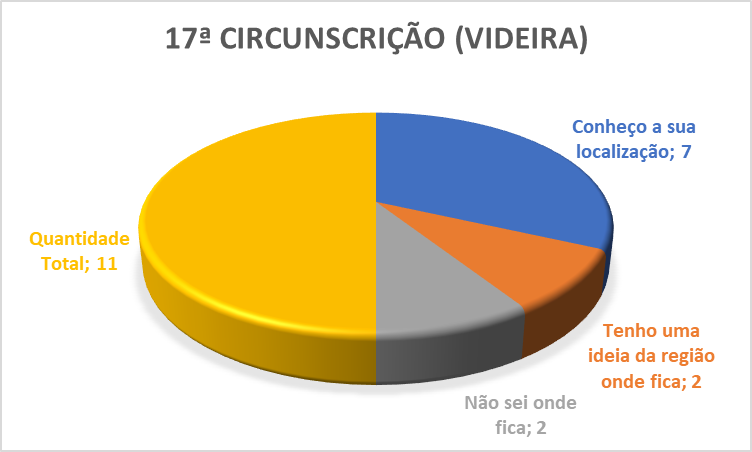 17ª CIRCUNSCRIÇÃO (VIDEIRA)
Conheço a sua
localização; 7
Quantidade
Total; 11
Tenho uma
ideia da região
onde fica; 2
Não sei onde
fica; 2